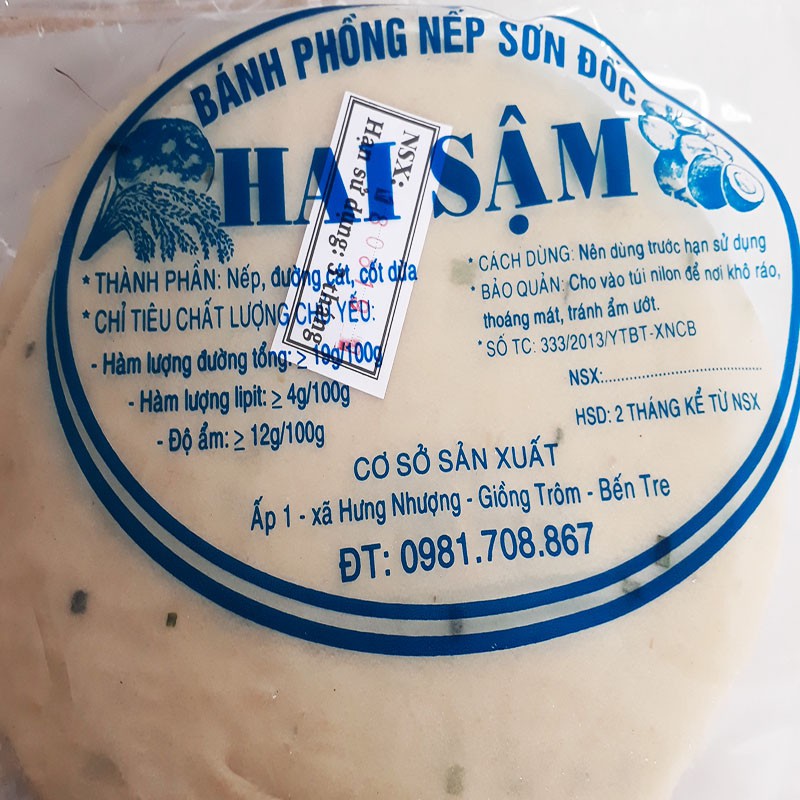 BÁNH PHỒNG NẾP SƠN ĐỐC
HAI SẬM
NSX:
Hạn sử dụng: 3 tháng
* THÀNH PHẦN: Nếp, đường cát, cốt dừa
* CHỈ TIÊU CHẤT LƯỢNG CHỦ YẾU:
- Hàm lượng đường tổng: ≥ 19g/100g
- Hàm lượng lipit: ≥ 4g/100g
- Độ ẩm: ≥ 12g/100g
* CÁCH DÙNG: Nên dùng trước hạn sử dụng
* BẢO QUẢN: Cho vào túi nilon để nơi khô ráo,
thoáng mát, tránh ẩm ướt.
* SỐ TC: 333/2013/YTBT-XNCB
NSX:..............................
HSD: 2 THÁNG KỂ TỪ NSX
CƠ SỞ SẢN XUẤT
Ấp 1 - xã Hưng Nhượng - Giồng Trôm - Bến Tre
ĐT: 0981.708.867